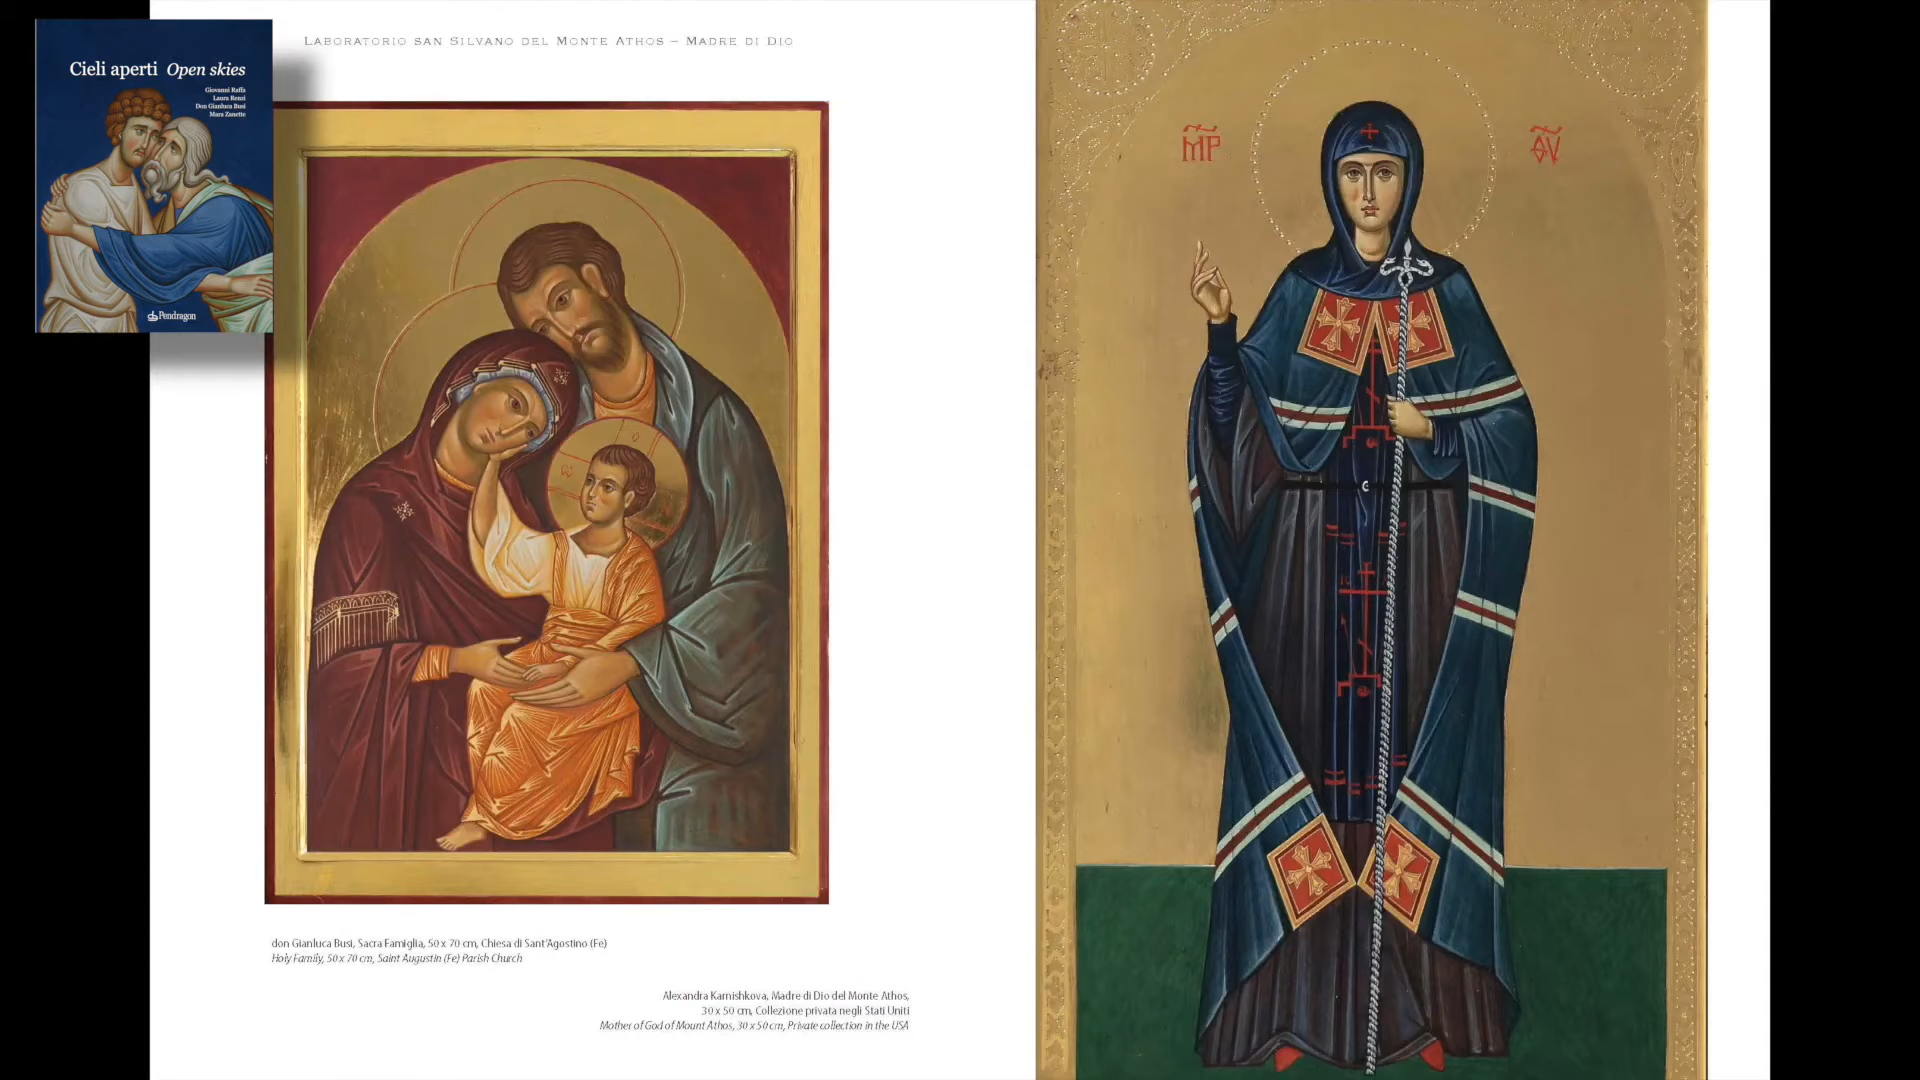 Cieli aperti Open skies
Giovanni Raffa
Laura Renzi
Don Gianluca Busi
Mara Zanette
Pendragon
Laboratorio san Silvano del Monte Athos – Madre di Dio
don Gianluca Busi, Sacra Famiglia, 50 x 70 cm, Chiesa di Sant'Agostino (Fe)
Holy Family, 50 x 70 cm, Saint Augustin (Fe) Parish Church
Alexandra Karnishkova, Madre di Dio del Monte Athos,
30 x 50 cm, Collezione privata negli Stati Uniti
Mother of God of Mount Athos, 30 x 50 cm, Private collection in the USA
ΜΡ ΘΥ